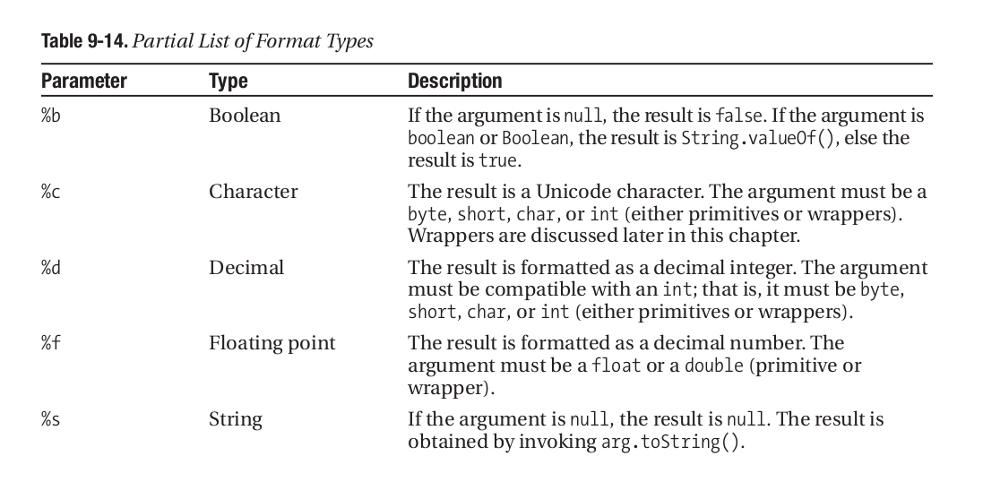 Table 9-14. Partial List of Format Types
Parameter Type Description
%b Boolean If the argument is null, the result is false. If the argument is
boolean or Boolean, the result is String.valueOf(), else the
result is true.
%c Character The result is a Unicode character. The argument must be a
byte, short, char, or int (either primitives or wrappers).
Wrappers are discussed later in this chapter.
%d Decimal The result is formatted as a decimal integer. The argument
must be compatible with an int; that is, it must be byte,
short, char, or int (either primitives or wrappers).
%f Floating point The result is formatted as a decimal number. The
argument must be a float or a double (primitive or
wrapper).
%s String If the argument is null, the result is null. The result is
obtained by invoking arg.toString().